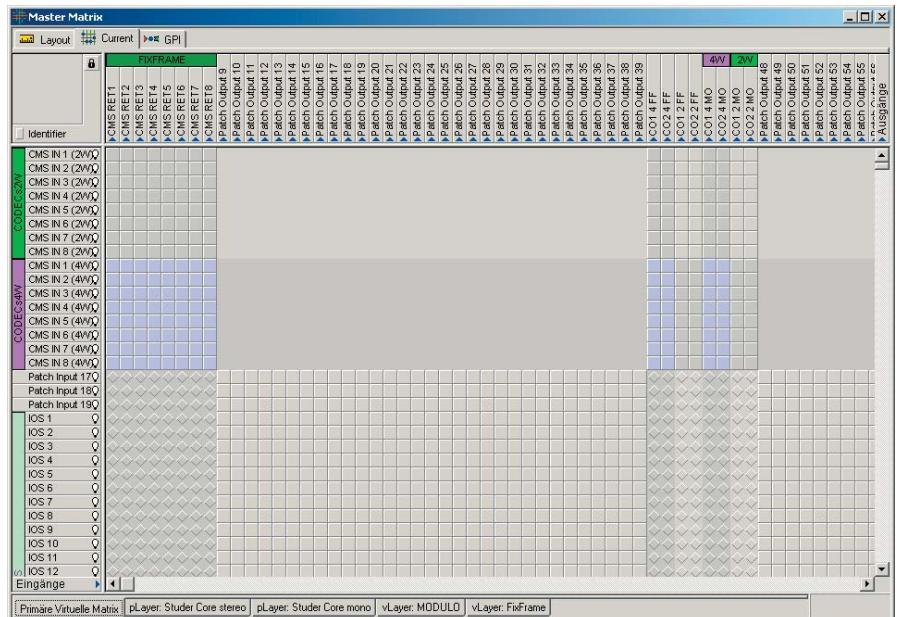 Master Matrix
Layout Current GPI
FIXFRAME 4W 2W
Identifier
CMS RET1
CMS RET2
CMS RET3
CMS RET4
CMS RET5
CMS RET6
CMS RET7
CMS RET8
Patch Output 9
Patch Output 10
Patch Output 11
Patch Output 12
Patch Output 13
Patch Output 14
Patch Output 15
Patch Output 16
Patch Output 17
Patch Output 18
Patch Output 19
Patch Output 20
Patch Output 21
Patch Output 22
Patch Output 23
Patch Output 24
Patch Output 25
Patch Output 26
Patch Output 27
Patch Output 28
Patch Output 29
Patch Output 30
Patch Output 31
Patch Output 32
Patch Output 33
Patch Output 34
Patch Output 35
Patch Output 36
Patch Output 37
Patch Output 38
Patch Output 39
CO1 4 FF
CO2 4 FF
CO1 2 FF
CO2 2 FF
CO1 4 MO
CO2 4 MO
CO1 2 MO
CO2 2 MO
Patch Output 48
Patch Output 49
Patch Output 50
Patch Output 51
Patch Output 52
Patch Output 53
Patch Output 54
Patch Output 55
Ausgänge
CODECs2W
CMS IN 1 (2W)
CMS IN 2 (2W)
CMS IN 3 (2W)
CMS IN 4 (2W)
CMS IN 5 (2W)
CMS IN 6 (2W)
CMS IN 7 (2W)
CMS IN 8 (2W)
CODECs4W
CMS IN 1 (4W)
CMS IN 2 (4W)
CMS IN 3 (4W)
CMS IN 4 (4W)
CMS IN 5 (4W)
CMS IN 6 (4W)
CMS IN 7 (4W)
CMS IN 8 (4W)
Patch Input 17
Patch Input 18
Patch Input 19
IOS 1
IOS 2
IOS 3
IOS 4
IOS 5
IOS 6
IOS 7
IOS 8
IOS 9
IOS 10
IOS 11
IOS 12
S
Eingänge
Primäre Virtuelle Matrix pLayer: Studer Core stereo pLayer: Studer Core mono vLayer: MODULO vLayer: FixFrame